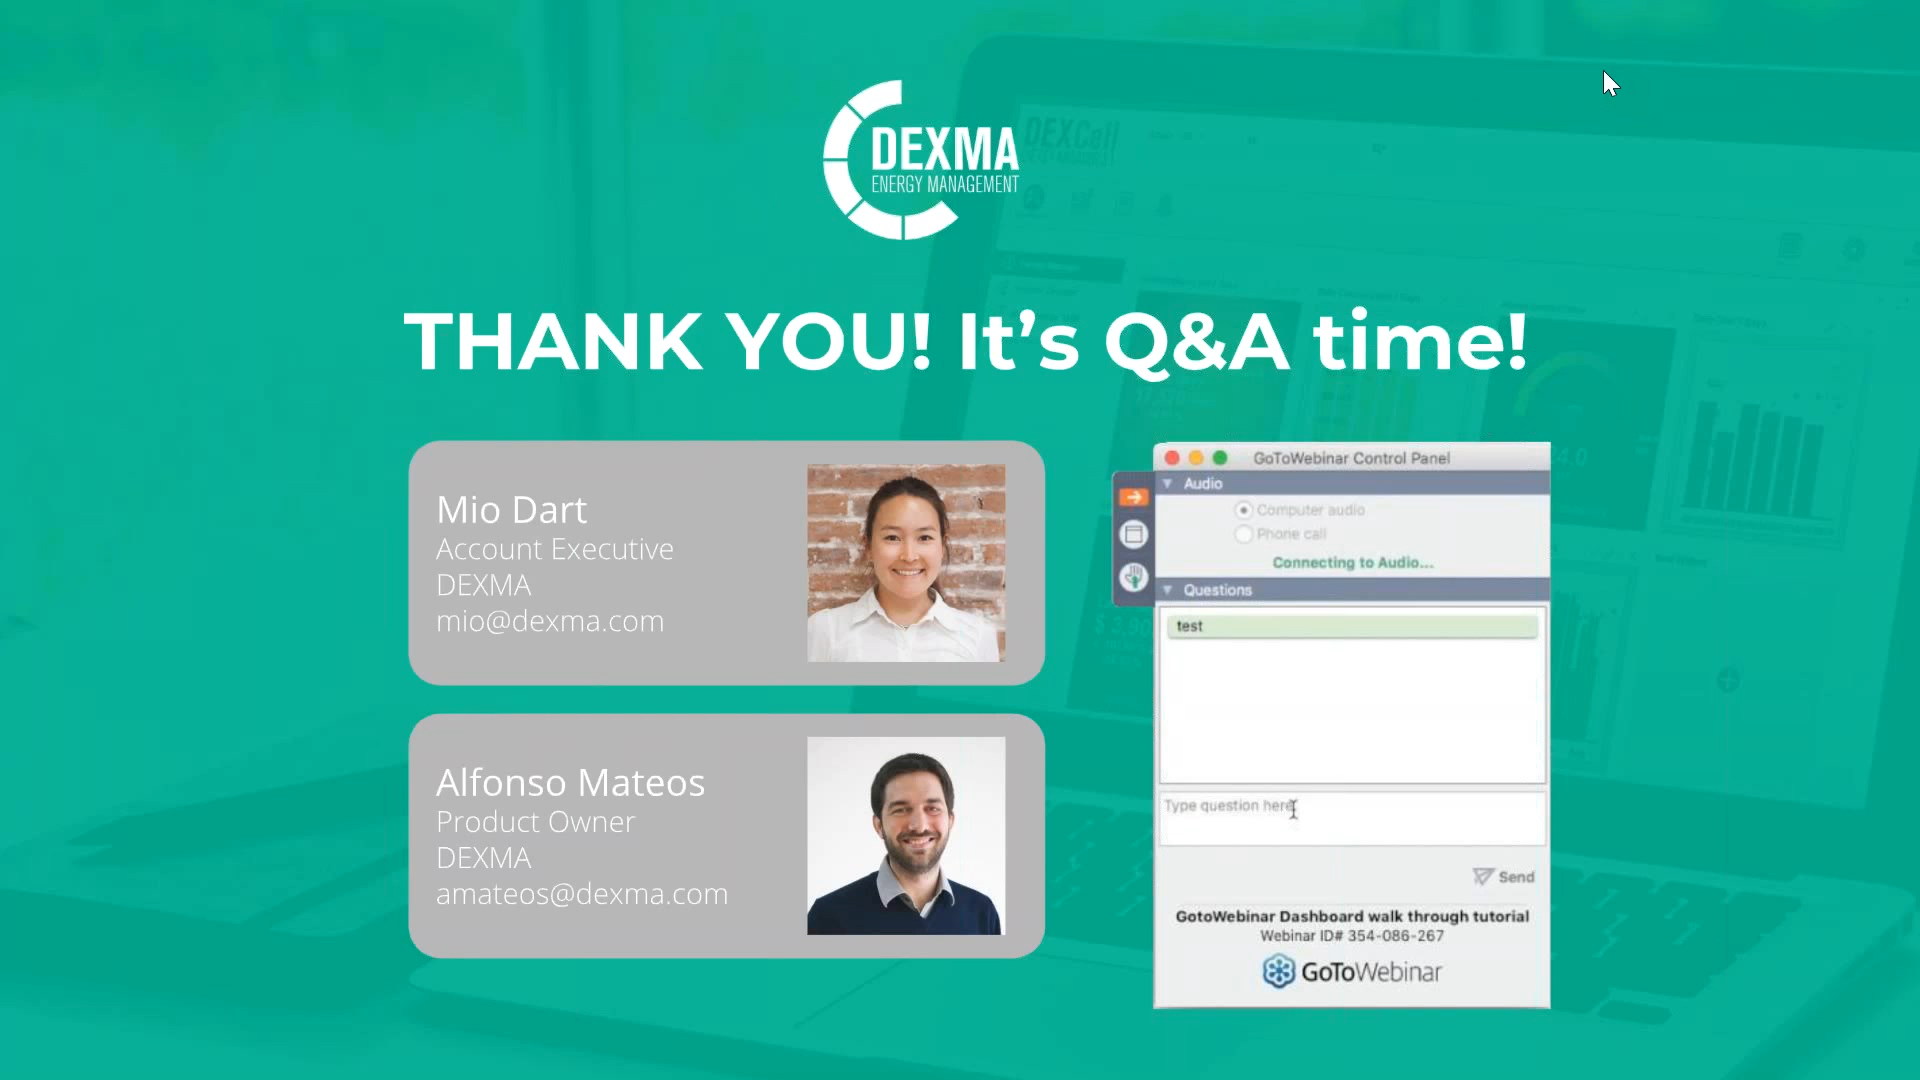 DEXMA
ENERGY MANAGEMENT
THANK YOU! It’s Q&A time!
Mio Dart
Account Executive
DEXMA
mio@dexma.com
Alfonso Mateos
Product Owner
DEXMA
amateos@dexma.com
GoToWebinar Control Panel
Audio
Computer audio
Phone call
Connecting to Audio...
Questions
test
Type question here
Send
GotoWebinar Dashboard walk through tutorial
Webinar ID# 354-086-267
GoToWebinar
DEXCell